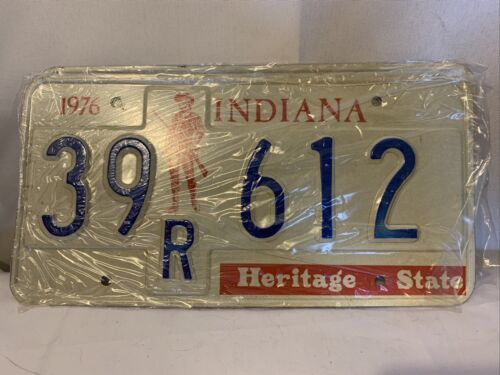 1976 INDIANA
39 R 612
Heritage State